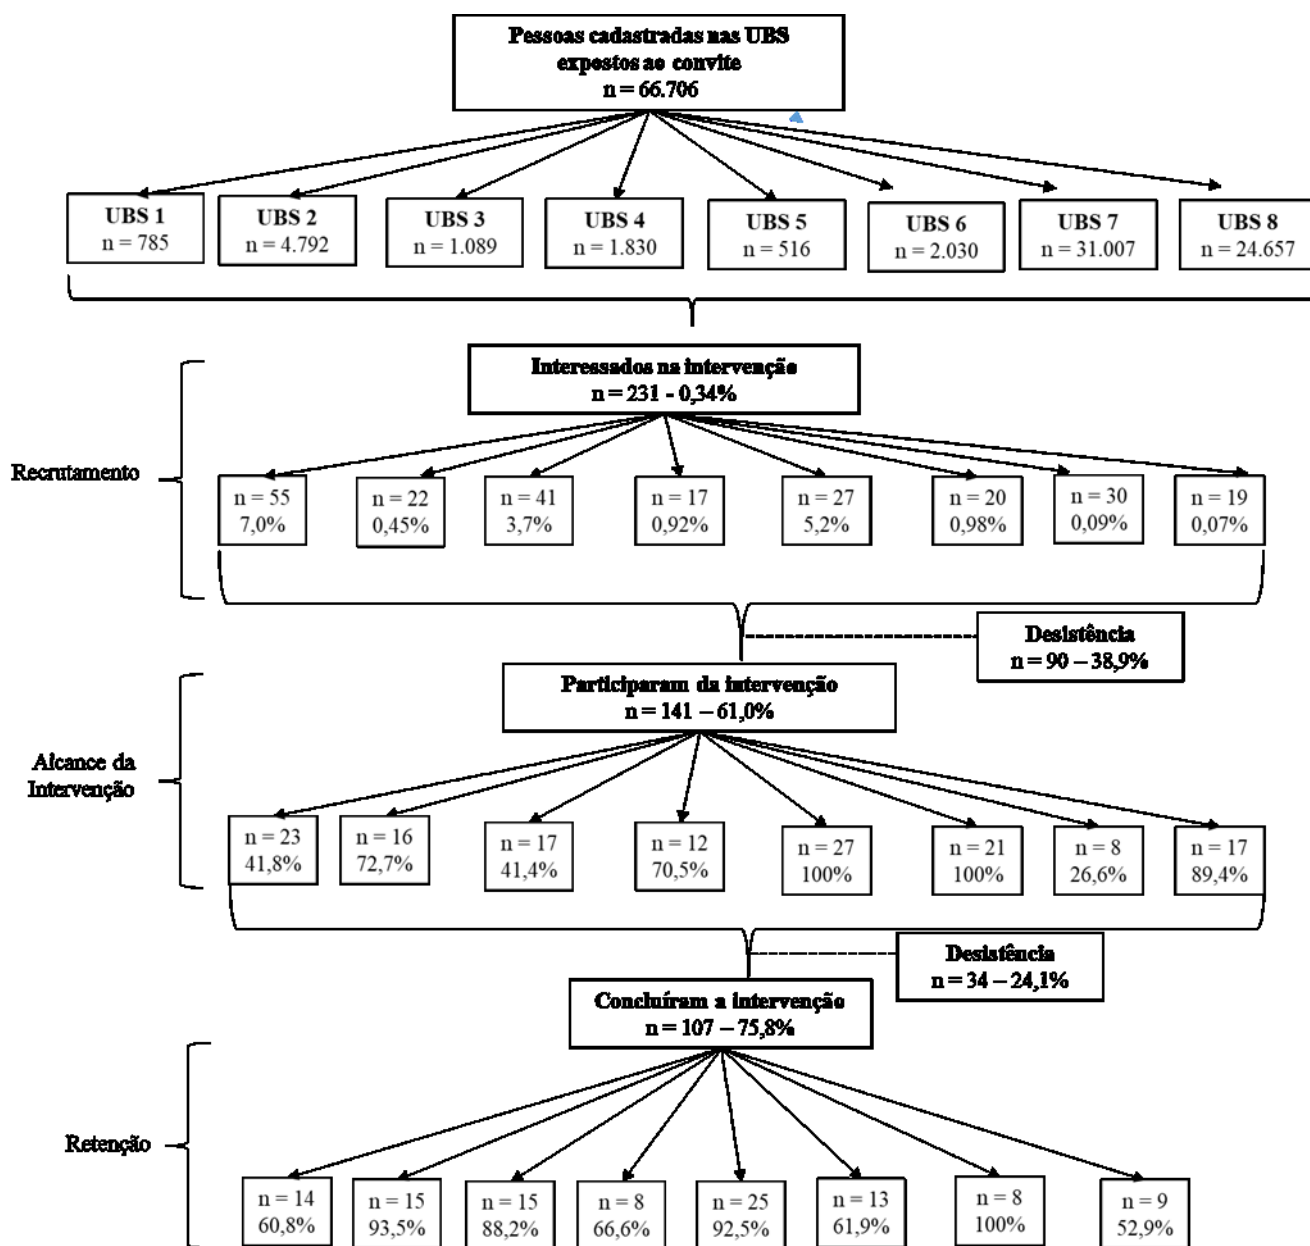 Pessoas cadastradas nas UBS
expostos ao convite
n = 66.706
UBS 1
n = 785
UBS 2
n = 4.792
UBS 3
n = 1.089
UBS 4
n = 1.830
UBS 5
n = 516
UBS 6
n = 2.030
UBS 7
n = 31.007
UBS 8
n = 24.657
Interessados na intervenção
n = 231 - 0,34%
Recrutamento
n = 55
7,0%
n = 22
0,45%
n = 41
3,7%
n = 17
0,92%
n = 27
5,2%
n = 20
0,98%
n = 30
0,09%
n = 19
0,07%
Desistência
n = 90 – 38,9%
Participaram da intervenção
n = 141 – 61,0%
Alcance da
Intervenção
n = 23
41,8%
n = 16
72,7%
n = 17
41,4%
n = 12
70,5%
n = 27
100%
n = 21
100%
n = 8
26,6%
n = 17
89,4%
Desistência
n = 34 – 24,1%
Concluíram a intervenção
n = 107 – 75,8%
Retenção
n = 14
60,8%
n = 15
93,5%
n = 15
88,2%
n = 8
66,6%
n = 25
92,5%
n = 13
61,9%
n = 8
100%
n = 9
52,9%